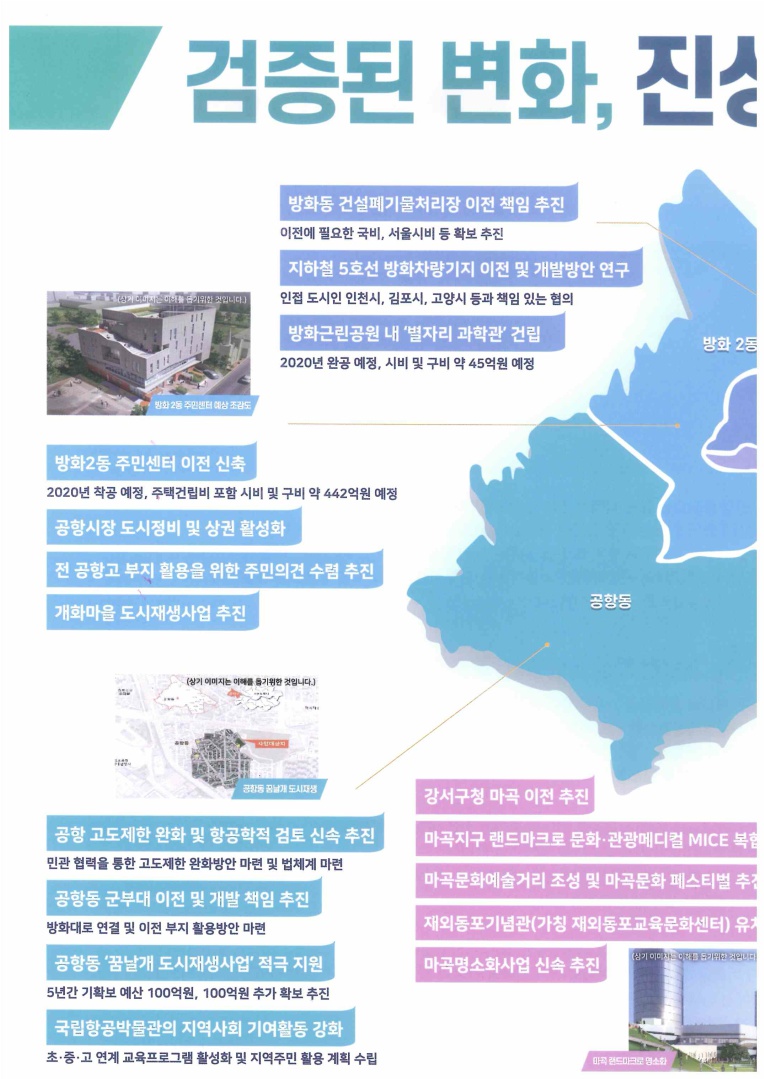 검증된 변화,
방화동 건설폐기물처리장 이전 책임 추진
이전에 필요한 국비, 서울시비 등 확보 추진
지하철 5호선 방화차량기지 이전 및 개발방안 연구
인접 도시인 인천시, 김포시, 고양시 등과 책임 있는 협의
방화근린공원 내 '별자리 과학관' 건립
2020년 완공 예정, 시비 및 구비 약 45억원 예정
(상기 이미지는 이해를 돕기위한 것입니다.)
방화 2동 주민센터 예상 조감도
방화 2동
방화2동 주민센터 이전 신축
2020년 착공 예정, 주택건립비 포함 시비 및 구비 약 442억원 예정
공항시장 도시정비 및 상권 활성화
전 공항고 부지 활용을 위한 주민의견 수렴 추진
개화마을 도시재생사업 추진
공항동
(상기 이미지는 이해를 돕기위한 것입니다.)
공항동
사업대상지
공항동 꿈날개 도시재생
공항 고도제한 완화 및 항공학적 검토 신속 추진
민관 협력을 통한 고도제한 완화방안 마련 및 법체계 마련
공항동 군부대 이전 및 개발 책임 추진
방화대로 연결 및 이전 부지 활용방안 마련
공항동 '꿈날개 도시재생사업' 적극 지원
5년간 기확보 예산 100억원, 100억원 추가 확보 추진
국립항공박물관의 지역사회 기여활동 강화
초·중·고 연계 교육프로그램 활성화 및 지역주민 활용 계획 수립
강서구청 마곡 이전 추진
마곡지구 랜드마크로 문화·관광메디컬 MICE 복합
마곡문화예술거리 조성 및 마곡문화 페스티벌 추진
재외동포기념관(가칭 재외동포교육문화센터) 유치
마곡명소화사업 신속 추진
(상기 이미지는 이해를 돕기위한 것입니다.
마곡 랜드마크로 명소화